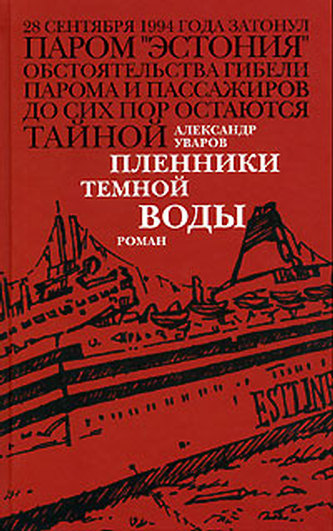 28 СЕНТЯБРЯ 1994 ГОДА ЗАТОНУЛ
ПАРОМ "ЭСТОНИЯ"
ОБСТОЯТЕЛЬСТВА ГИБЕЛИ
ПАРОМА И ПАССАЖИРОВ
ДО СИХ ПОР ОСТАЮТСЯ
ТАЙНОЙ
АЛЕКСАНДР
УВАРОВ
ПЛЕННИКИ
ТЕМНОЙ
ВОДЫ
РОМАН
ESTLINE